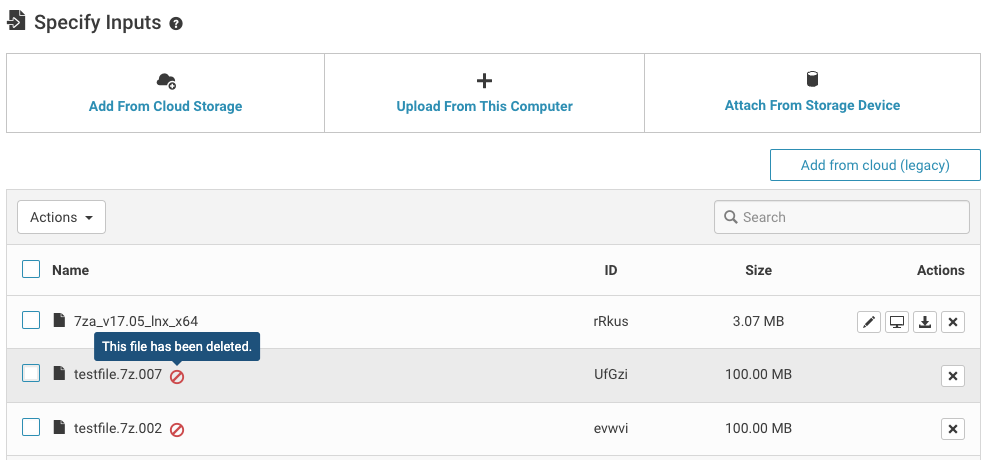 Specify Inputs
Add From Cloud Storage
Upload From This Computer
Attach From Storage Device
Add from cloud (legacy)
Actions
Search
Name ID Size Actions
7za_v17.05_lnx_x64 rRkus 3.07 MB
This file has been deleted.
testfile.7z.007 UfGzi 100.00 MB
testfile.7z.002 evwvi 100.00 MB